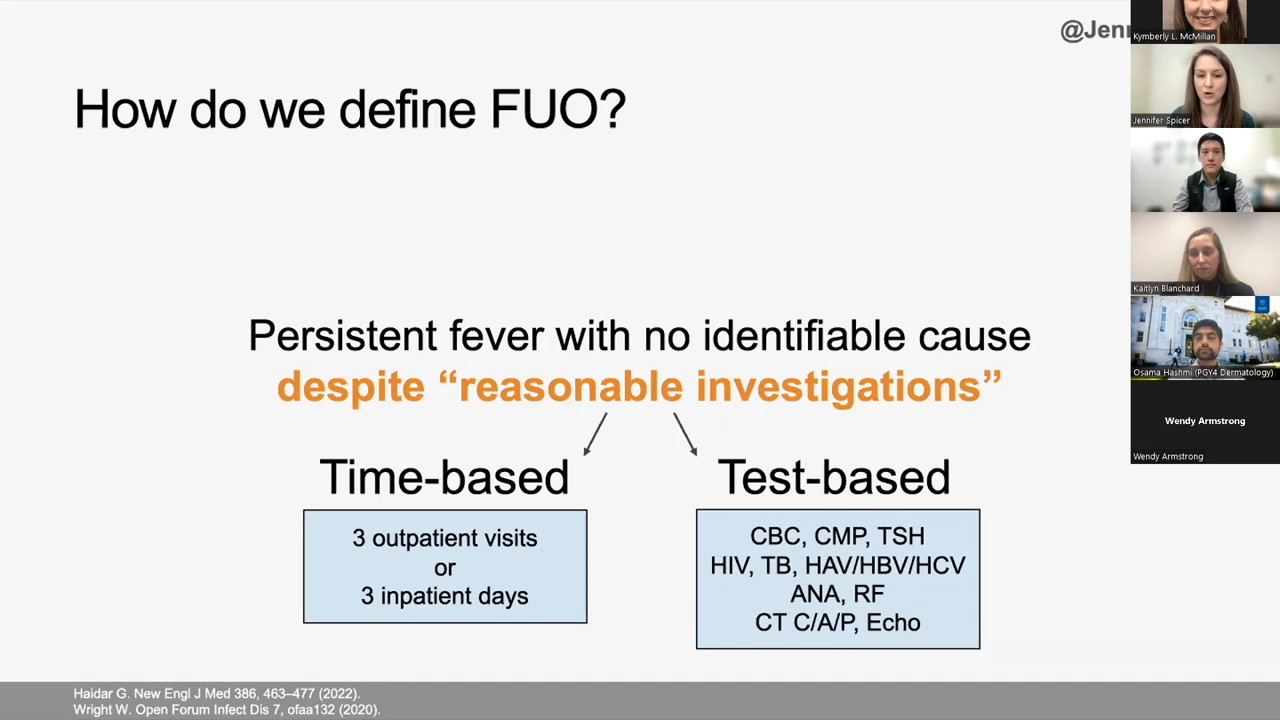 @Jen
Kymberly L. McMillan
How do we define FUO?
Jennifer Spicer
Kaitlyn Blanchard
Persistent fever with no identifiable cause
despite “reasonable investigations”
Osama Hashmi (PGY4 Dermatology)
Wendy Armstrong
Wendy Armstrong
Time-based
Test-based
3 outpatient visits
or
3 inpatient days
CBC, CMP, TSH
HIV, TB, HAV/HBV/HCV
ANA, RF
CT C/A/P, Echo
Haidar G. New Engl J Med 386, 463–477 (2022).
Wright W. Open Forum Infect Dis 7, ofaa132 (2020).